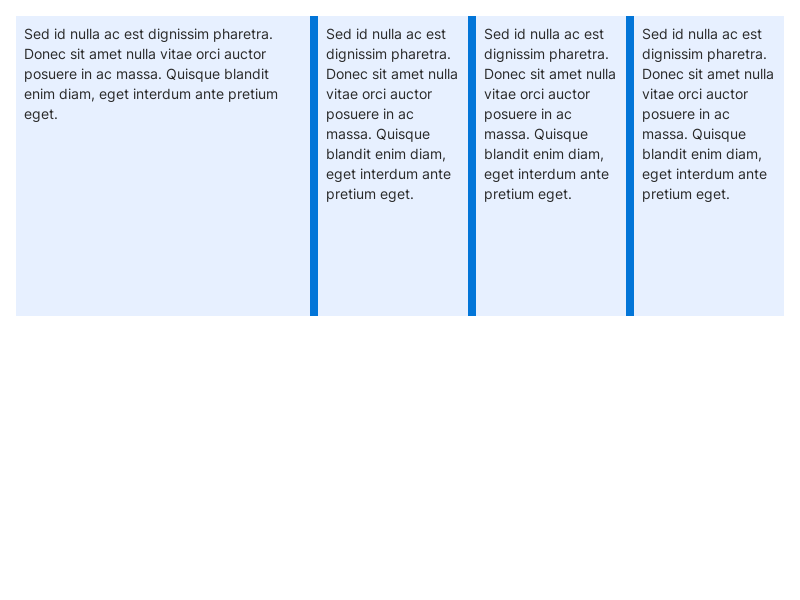 Sed id nulla ac est dignissim pharetra.
Donec sit amet nulla vitae orci auctor
posuere in ac massa. Quisque blandit
enim diam, eget interdum ante pretium
eget.
Sed id nulla ac est
dignissim pharetra.
Donec sit amet nulla
vitae orci auctor
posuere in ac
massa. Quisque
blandit enim diam,
eget interdum ante
pretium eget.
Sed id nulla ac est
dignissim pharetra.
Donec sit amet nulla
vitae orci auctor
posuere in ac
massa. Quisque
blandit enim diam,
eget interdum ante
pretium eget.
Sed id nulla ac est
dignissim pharetra.
Donec sit amet nulla
vitae orci auctor
posuere in ac
massa. Quisque
blandit enim diam,
eget interdum ante
pretium eget.